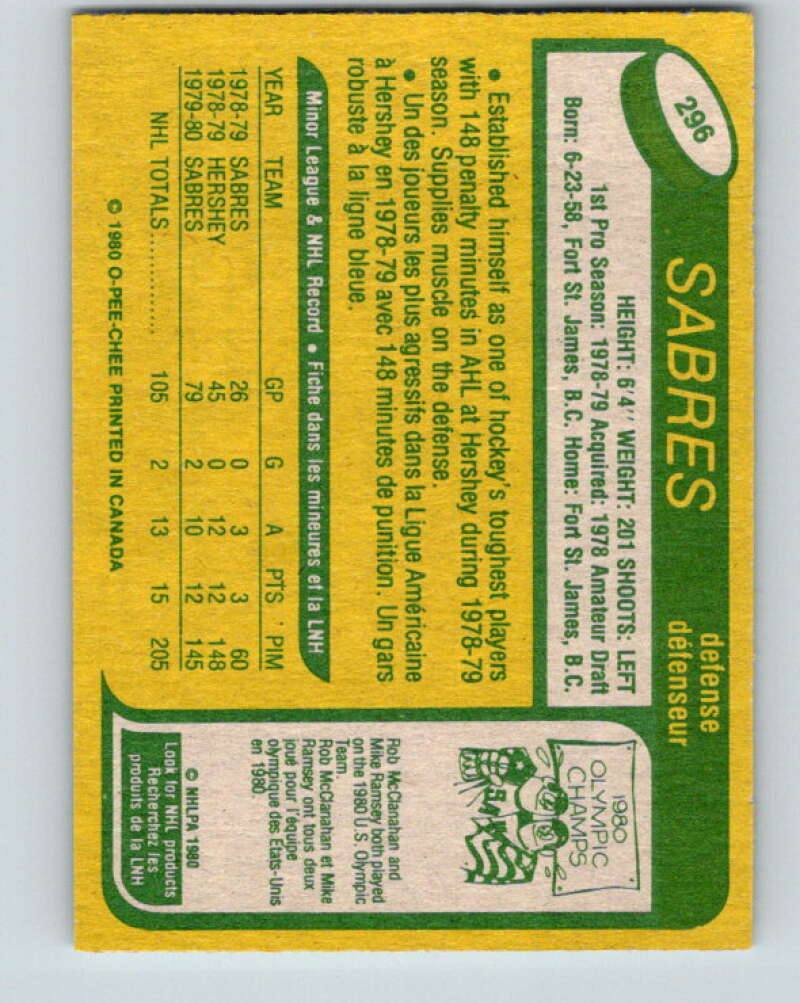 296
SABRES
defense
défenseur
HEIGHT: 6'4" WEIGHT: 201 SHOOTS: LEFT
1st Pro Season: 1978-79 Acquired: 1978 Amateur Draft
Born: 6-23-58, Fort St. James, B.C. Home: Fort St. James, B.C.
• Established himself as one of hockey's toughest players
with 148 penalty minutes in AHL at Hershey during 1978-79
season. Supplies muscle on the defense.
• Un des joueurs les plus agressifs dans la Ligue Américaine
à Hershey en 1978-79 avec 148 minutes de punition. Un gars
robuste à la ligne bleue.
Minor League & NHL Record • Fiche dans les mineures et la LNH
YEAR TEAM GP G A PTS PIM
1978-79 SABRES 26 0 3 3 60
1978-79 HERSHEY 45 0 12 12 148
1979-80 SABRES 79 2 10 12 145
NHL TOTALS............. 105 2 13 15 205
© 1980 O-PEE-CHEE PRINTED IN CANADA
1980
OLYMPIC
CHAMPS
Rob McClanahan and
Mike Ramsey both played
on the 1980 U.S. Olympic
Team.
Rob McClanahan et Mike
Ramsey ont tous deux
joué pour l'équipe
olympique des Etats-Unis
en 1980.
© NHLPA 1980
Look for NHL products
Recherchez les
produits de la LNH